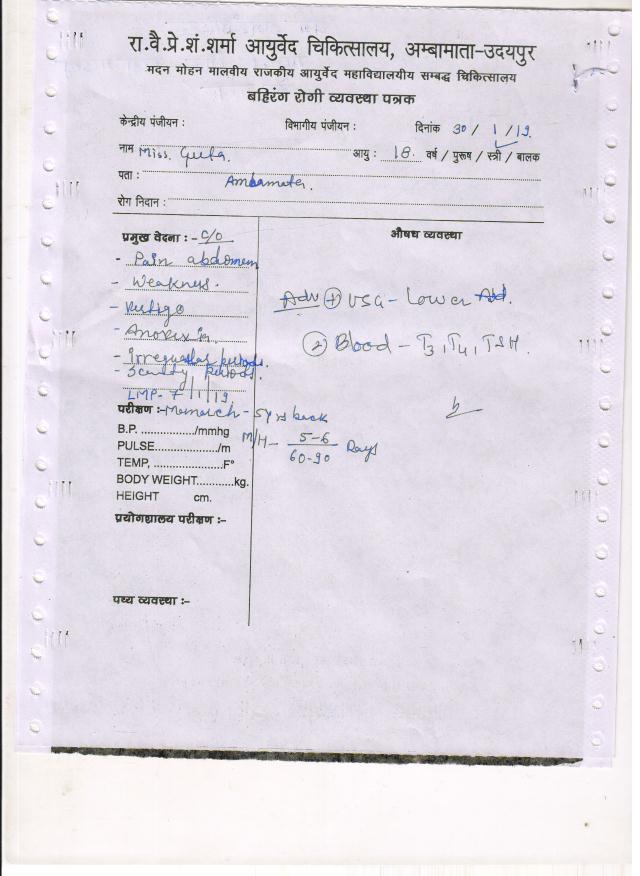 रा.वै.प्रे.शं.शर्मा आयुर्वेद चिकित्सालय, अम्बामाता-उदयपुर
मदन मोहन मालवीय राजकीय आयुर्वेद महाविद्यालयीय सम्बद्ध चिकित्सालय
बहिरंग रोगी व्यवस्था पत्रक
केन्द्रीय पंजीयन : विभागीय पंजीयन : दिनांक 30 / 1 / 19.
नाम Miss. आयु : 18. वर्ष / पुरूष / स्त्री / बालक
पता : Ambamata.
रोग निदान :
प्रमुख वेदना : - C/O औषध व्यवस्था
- Pain abdomen
- Weakness.
- Vertigo
Adv (1) USG - Lower Abd.
- Anorexia
(2) Blood - T3, T4, TSH.
- Irregular periods.
- Scanty periods.
LMP- 7/1/19
परीक्षण :- Menarch - 5y back
B.P. ................/mmhg M/H- 5-6
PULSE..................../m 60-90 Days
TEMP, .....................F°
BODY WEIGHT...........kg.
HEIGHT cm.
प्रयोगशालय परीक्षण :-
पथ्य व्यवस्था :-